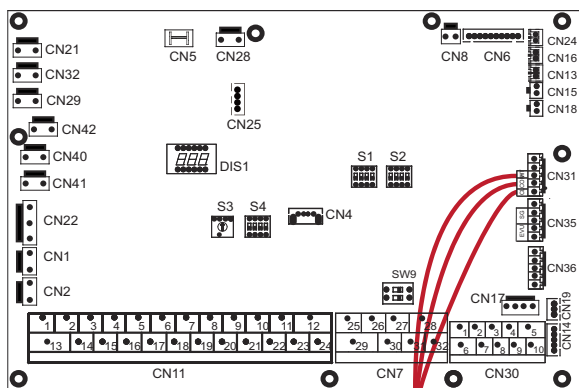 CN21
CN5
CN28
CN8
CN6
CN24
CN16
CN13
CN15
CN18
CN32
CN29
CN25
CN42
CN40
DIS1
CN41
S1
S2
CN31
CN22
S3
S4
CN4
SG
EVU
CN35
CN1
CN36
CN2
SW9
CN17
CN19
CN14
1 2 3 4 5 6 7 8 9 10 11 12
13 14 15 16 17 18 19 20 21 22 23 24
25 26 27 28
29 30 31 32
1 2 3 4 5
6 7 8 9 10
CN11
CN7
CN30